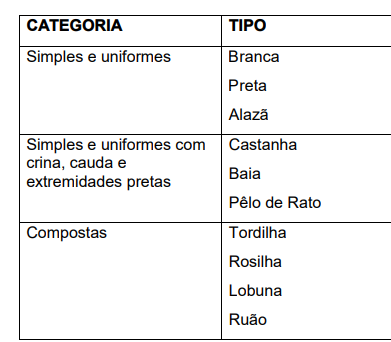 CATEGORIA TIPO
Simples e uniformes Branca
Preta
Alazã
Simples e uniformes com Castanha
crina, cauda e
extremidades pretas
Baia
Pêlo de Rato
Compostas Tordilha
Rosilha
Lobuna
Ruão